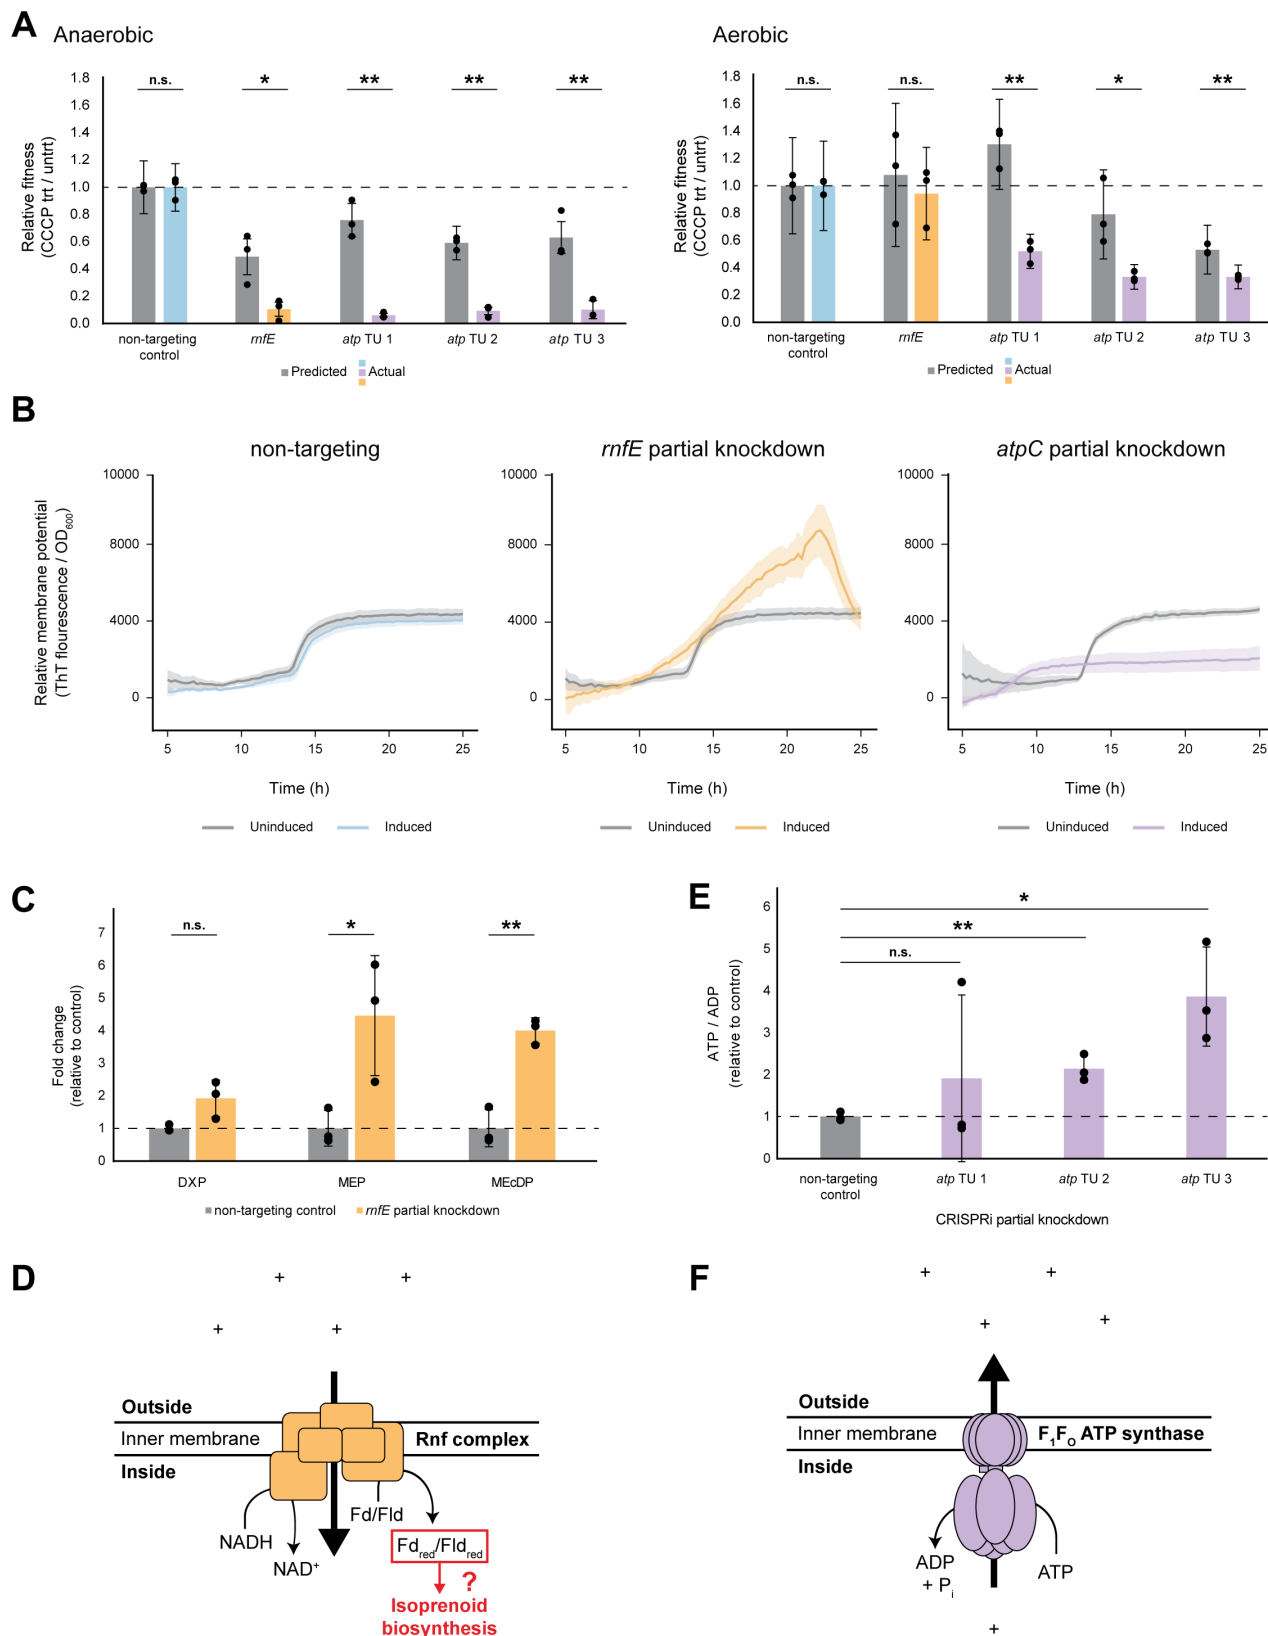 A
Anaerobic
Aerobic
Relative fitness
(CCCP trt / untrt)
1.8
1.6
1.4
1.2
1.0
0.8
0.6
0.4
0.2
0.0
n.s.
*
**
**
**
non-targeting
control
rnfE
atp TU 1
atp TU 2
atp TU 3
Predicted
Actual
Relative fitness
(CCCP trt / untrt)
1.8
1.6
1.4
1.2
1.0
0.8
0.6
0.4
0.2
0.0
n.s.
n.s.
**
*
**
non-targeting
control
rnfE
atp TU 1
atp TU 2
atp TU 3
Predicted
Actual
B
Relative membrane potential
(ThT flourescence / OD600)
non-targeting
10000
8000
4000
0
5
10
15
20
25
Time (h)
Uninduced
Induced
rnfE partial knockdown
10000
8000
4000
0
5
10
15
20
25
Time (h)
Uninduced
Induced
atpC partial knockdown
10000
8000
4000
0
5
10
15
20
25
Time (h)
Uninduced
Induced
C
Fold change
(relative to control)
7
6
5
4
3
2
1
0
n.s.
*
**
DXP
MEP
MEcDP
non-targeting control
rnfE partial knockdown
E
ATP / ADP
(relative to control)
6
5
4
3
2
1
0
*
**
n.s.
non-targeting
control
atp TU 1
atp TU 2
atp TU 3
CRISPRi partial knockdown
D
+ +
+ +
Outside
Inner membrane
Rnf complex
Inside
Fd/Fld
NADH
NAD+
Fdred/Fldred
?
Isoprenoid
biosynthesis
F
+ +
+ +
Outside
Inner membrane
F1FO ATP synthase
Inside
ADP
+ Pi
ATP
+